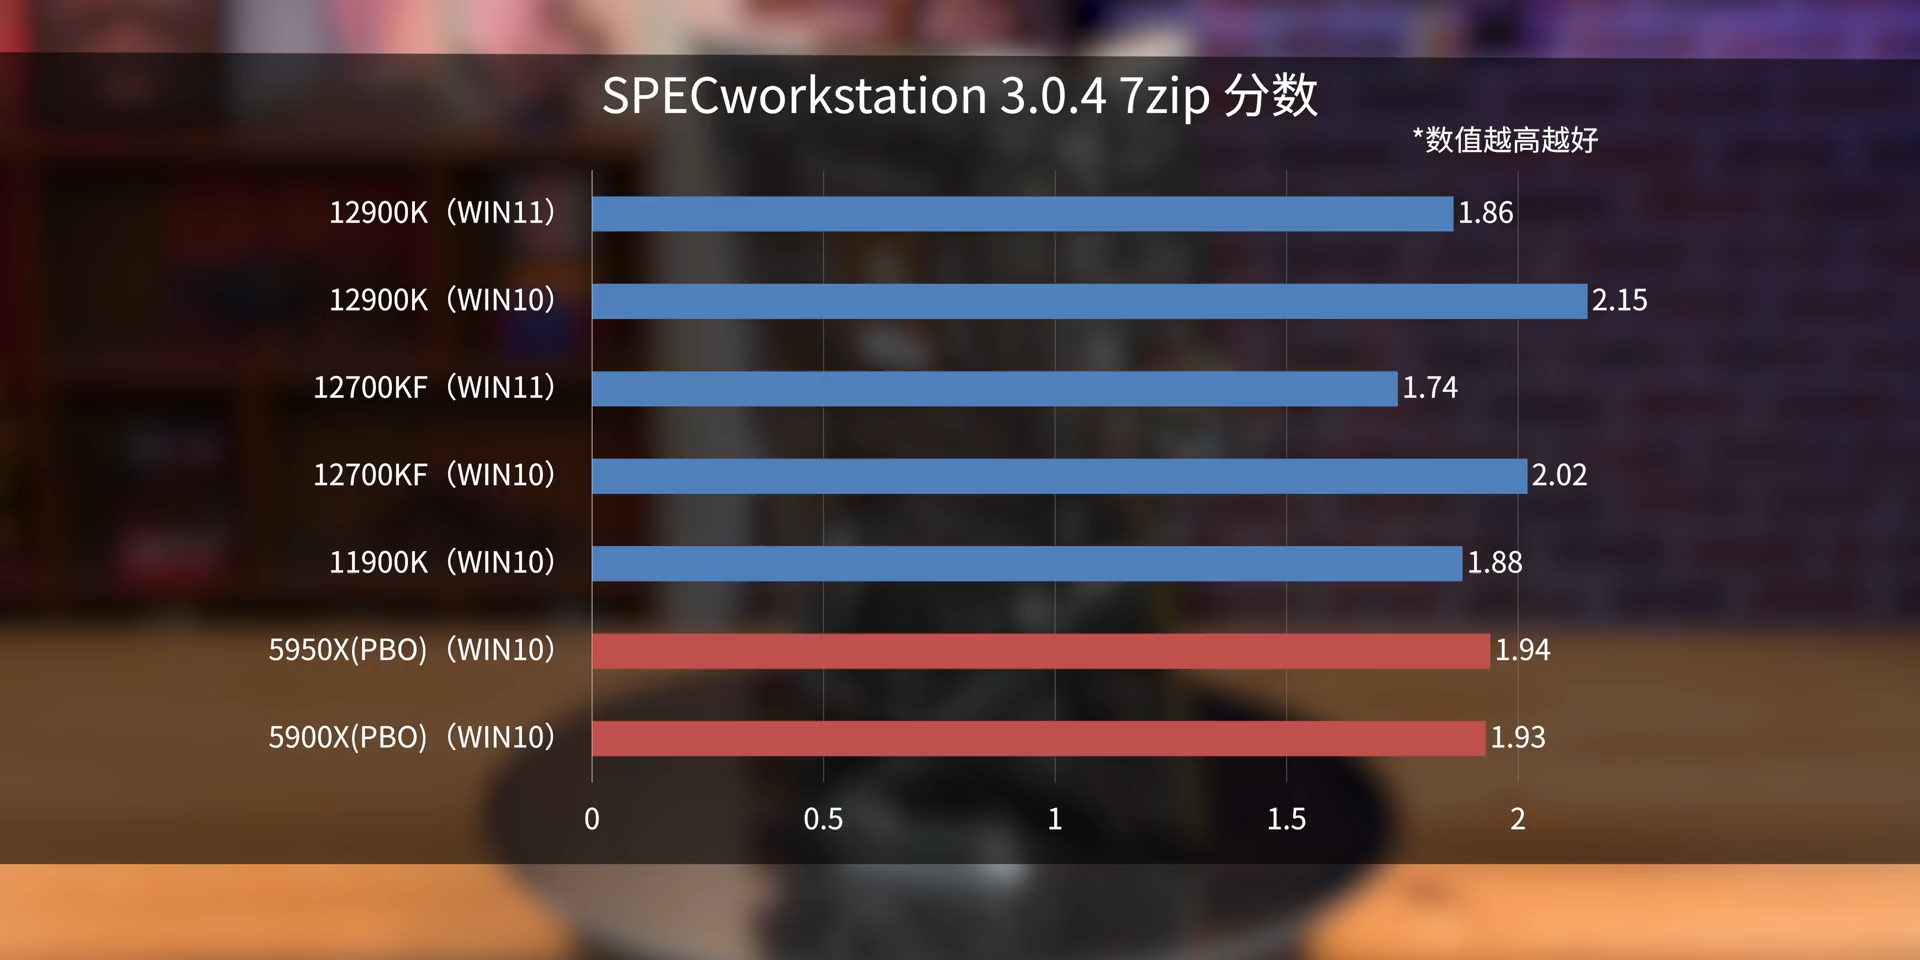 SPECworkstation 3.0.4 7zip 分数
*数值越高越好
12900K（WIN11） 1.86
12900K（WIN10） 2.15
12700KF（WIN11） 1.74
12700KF（WIN10） 2.02
11900K（WIN10） 1.88
5950X(PBO)（WIN10） 1.94
5900X(PBO)（WIN10） 1.93
0 0.5 1 1.5 2